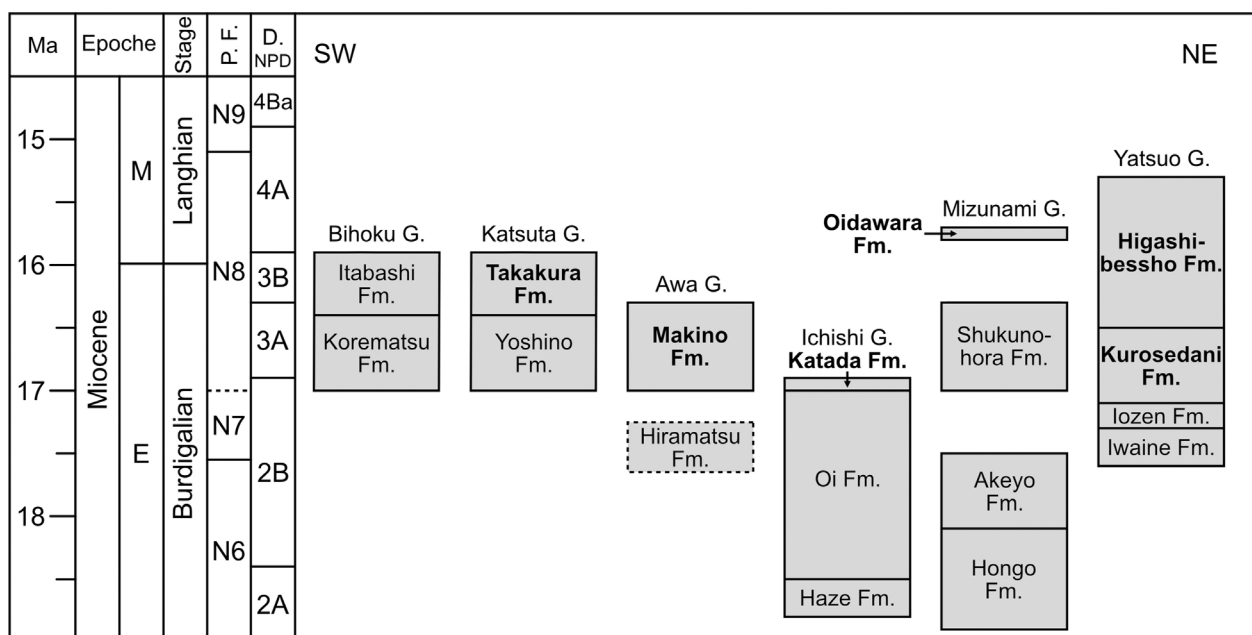 Ma
Epoche
Stage
P. F.
D.
NPD
SW
NE
15
16
17
18
Miocene
M
E
Langhian
Burdigalian
N9
N8
N7
N6
4Ba
4A
3B
3A
2B
2A
Bihoku G.
Itabashi
Fm.
Korematsu
Fm.
Katsuta G.
Takakura
Fm.
Yoshino
Fm.
Awa G.
Makino
Fm.
Hiramatsu
Fm.
Ichishi G.
Katada Fm.
Oi Fm.
Haze Fm.
Oidawara
Fm.
Mizunami G.
Shukuno-
hora Fm.
Akeyo
Fm.
Hongo
Fm.
Yatsuo G.
Higashi-
bessho Fm.
Kurosedani
Fm.
Iozen Fm.
Iwaine Fm.